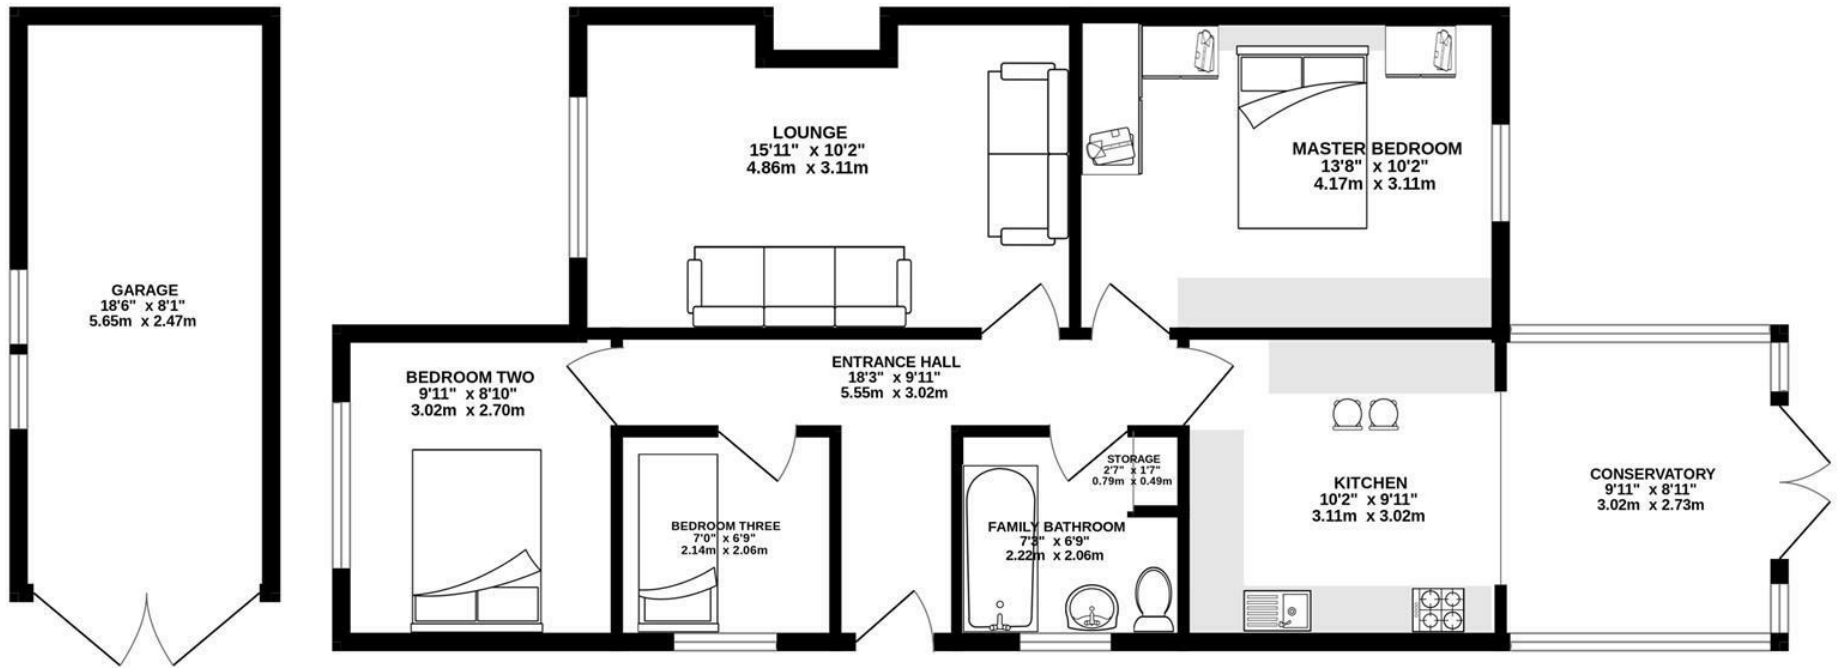 GARAGE
18'6" x 8'1"
5.65m x 2.47m
LOUNGE
15'11" x 10'2"
4.86m x 3.11m
MASTER BEDROOM
13'8" x 10'2"
4.17m x 3.11m
BEDROOM TWO
9'11" x 8'10"
3.02m x 2.70m
ENTRANCE HALL
18'3" x 9'11"
5.55m x 3.02m
BEDROOM THREE
7'0" x 6'9"
2.14m x 2.06m
STORAGE
2'7" x 1'7"
0.79m x 0.49m
FAMILY BATHROOM
7'3" x 6'9"
2.22m x 2.06m
KITCHEN
10'2" x 9'11"
3.11m x 3.02m
CONSERVATORY
9'11" x 8'11"
3.02m x 2.73m